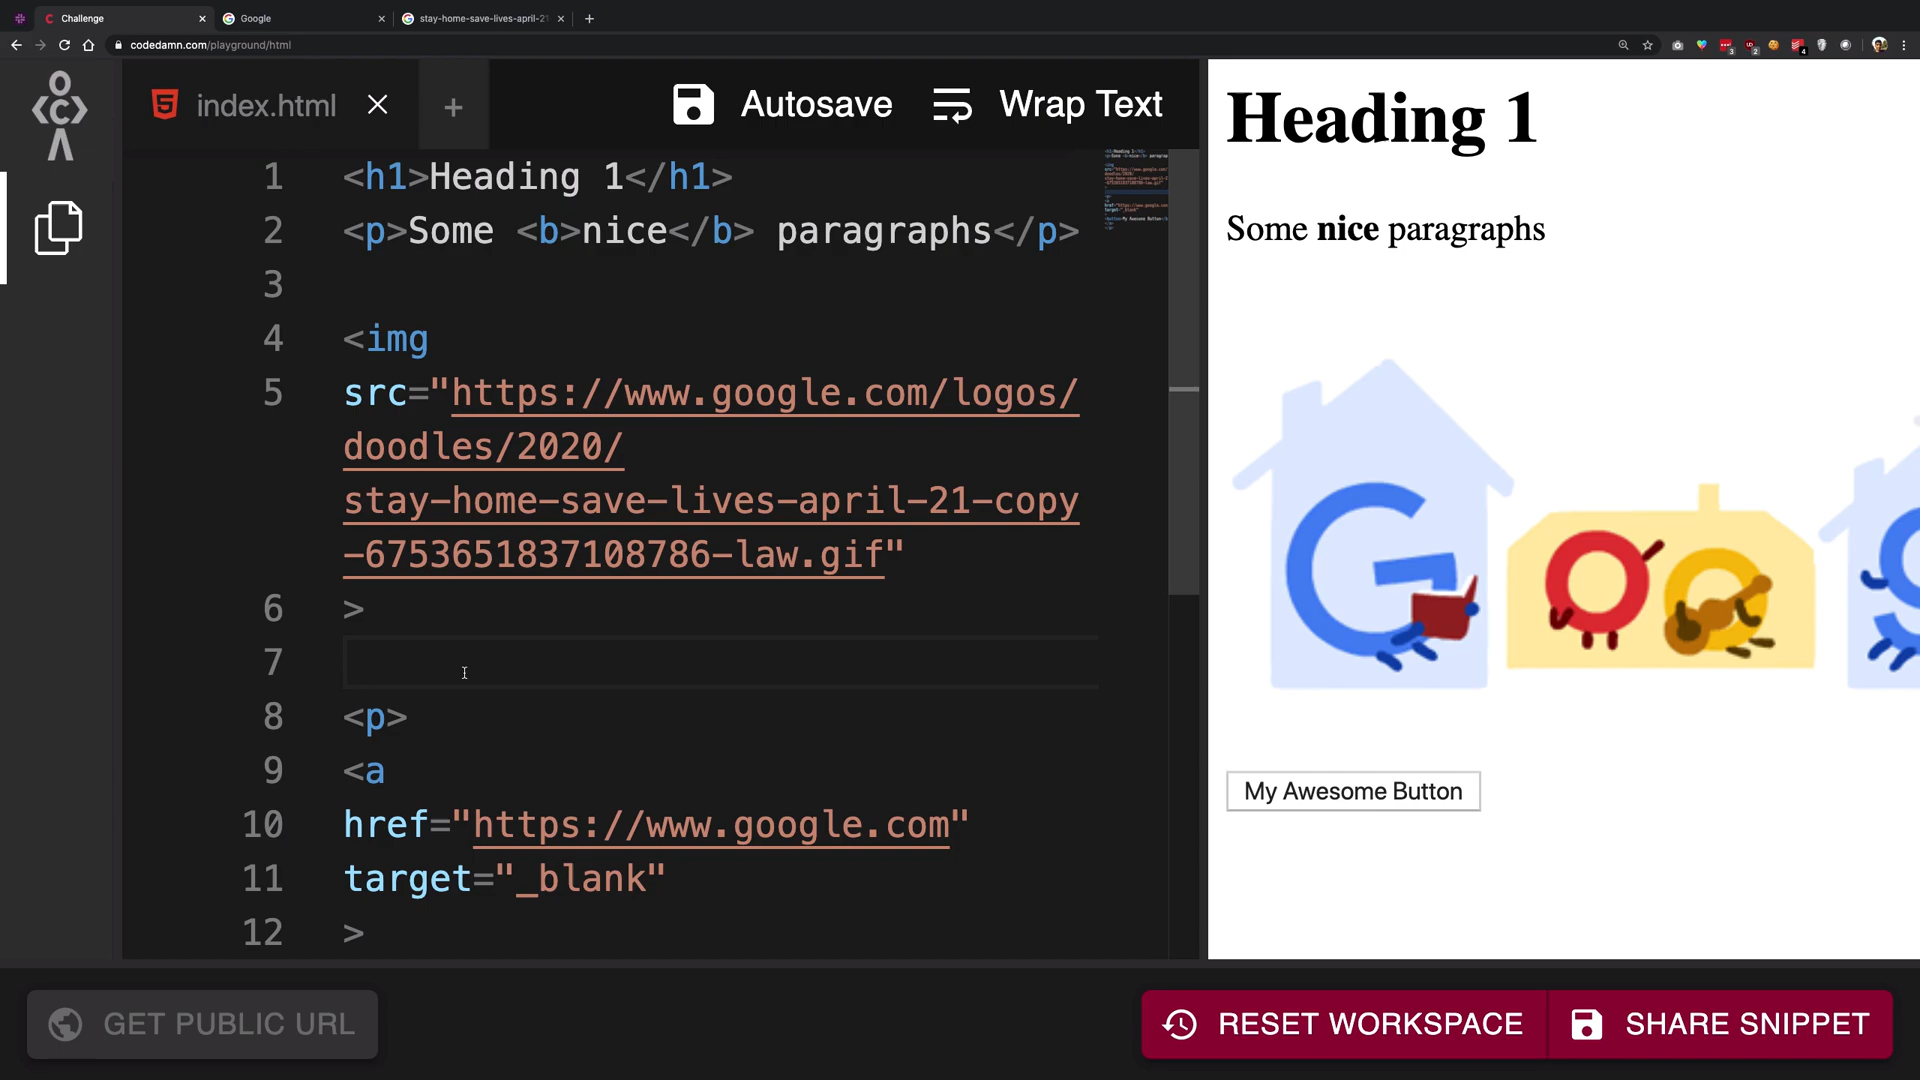 Challenge
Google
stay-home-save-lives-april-21
codedamn.com/playground/html
index.html
Autosave
Wrap Text
1 <h1>Heading 1</h1>
2 <p>Some <b>nice</b> paragraphs</p>
3
4 <img
5 src="https://www.google.com/logos/
doodles/2020/
stay-home-save-lives-april-21-copy
-6753651837108786-law.gif"
6 >
7
8 <p>
9 <a
10 href="https://www.google.com"
11 target="_blank"
12 >
Heading 1
Some nice paragraphs
My Awesome Button
GET PUBLIC URL
RESET WORKSPACE
SHARE SNIPPET